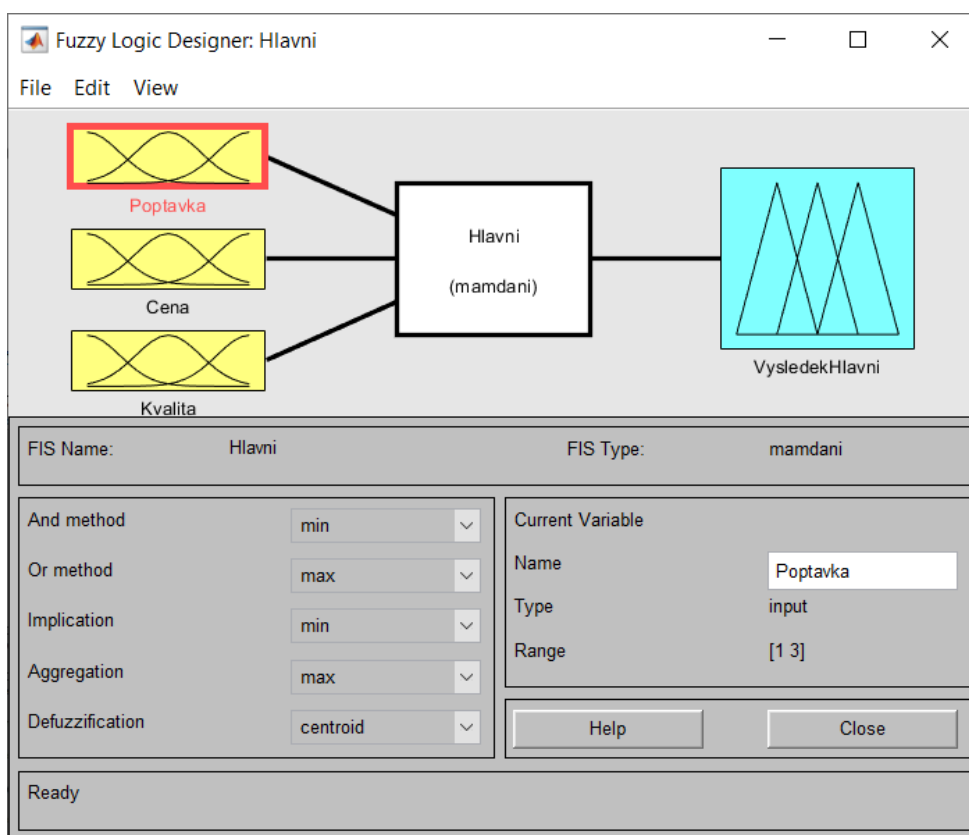 Fuzzy Logic Designer: Hlavni
File Edit View
Poptavka
Cena
Kvalita
Hlavni
(mamdani)
VysledekHlavni
FIS Name: Hlavni FIS Type: mamdani
And method min
Or method max
Implication min
Aggregation max
Defuzzification centroid
Current Variable
Name Poptavka
Type input
Range [1 3]
Help Close
Ready